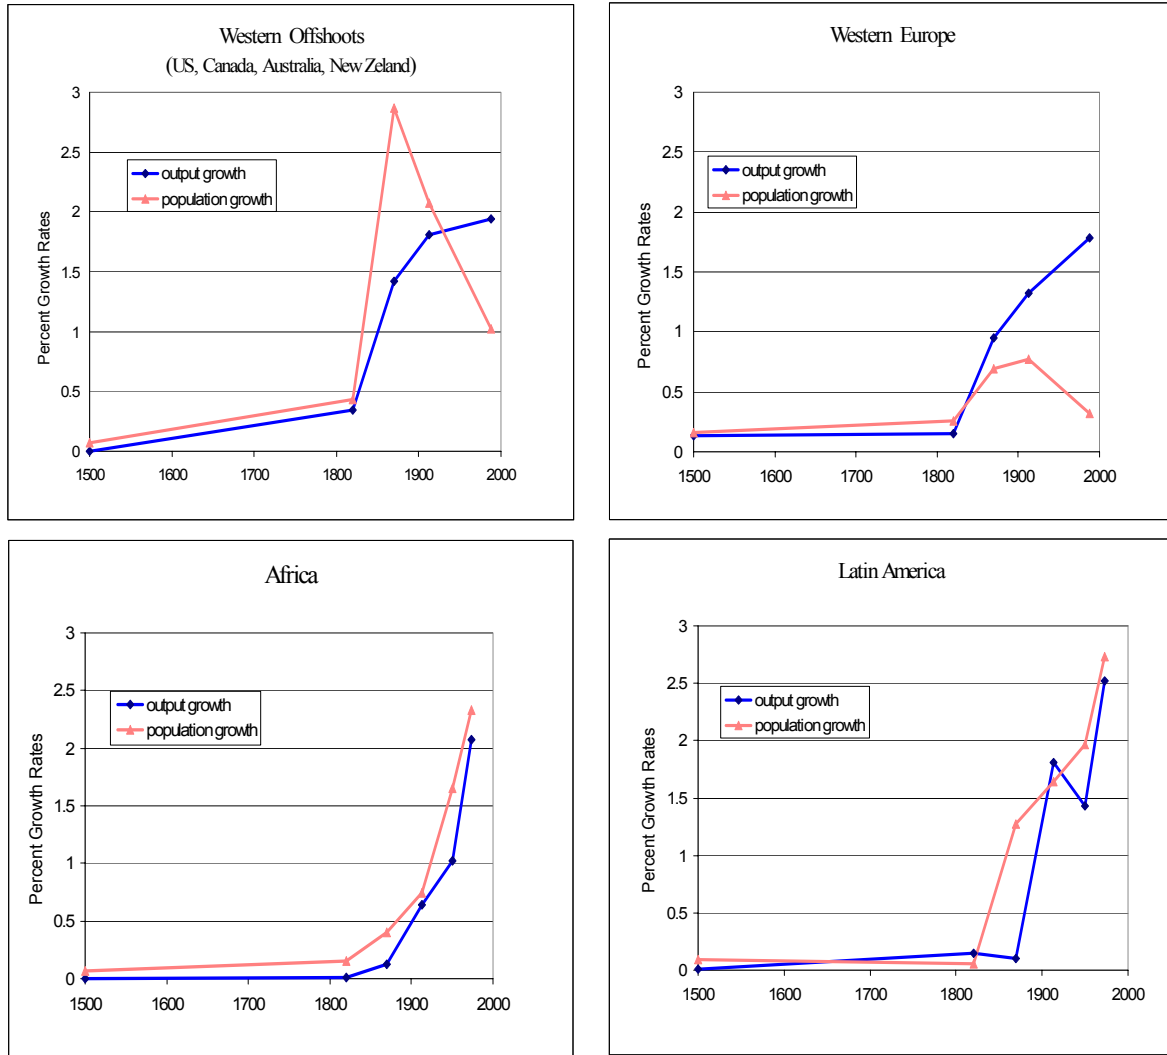 Western Offshoots
(US, Canada, Australia, New Zeland)
Percent Growth Rates
3
2.5
2
1.5
1
0.5
0
output growth
population growth
1500 1600 1700 1800 1900 2000
Western Europe
Percent Growth Rates
3
2.5
2
1.5
1
0.5
0
output growth
population growth
1500 1600 1700 1800 1900 2000
Africa
Percent Growth Rates
3
2.5
2
1.5
1
0.5
0
output growth
population growth
1500 1600 1700 1800 1900 2000
Latin America
Percent Growth Rates
3
2.5
2
1.5
1
0.5
0
output growth
population growth
1500 1600 1700 1800 1900 2000